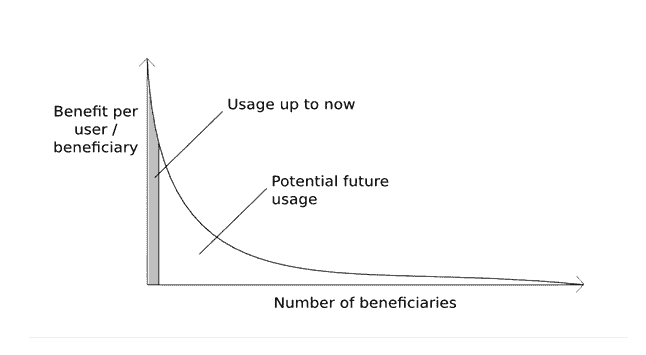 Usage up to now
Benefit per
user /
beneficiary
Potential future
usage
Number of beneficiaries